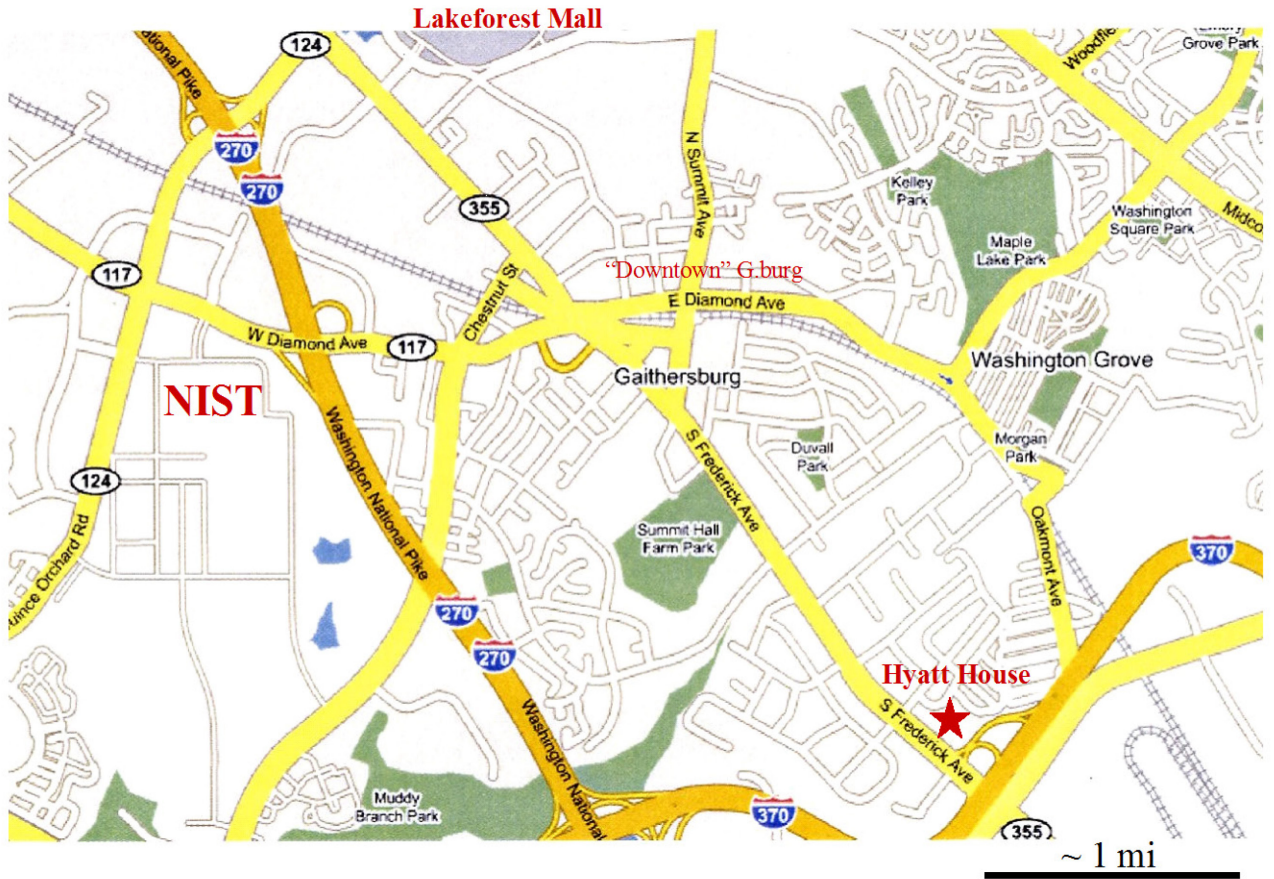 Lakeforest Mall
124
National Pike
Woodfie
Emory
Grove Park
270
270
N Summit Ave
355
Kelley
Park
Washington
Square Park
Midco
Maple
Lake Park
117
Chestnut St
"Downtown" G.burg
E Diamond Ave
W Diamond Ave
117
Washington Grove
Gaithersburg
NIST
Washington National Pike
S Frederick Ave
Duvall
Park
Morgan
Park
124
Quince Orchard Rd
Summit Hall
Farm Park
Oakmont Ave
370
270
270
Hyatt House
S Frederick Ave
Washington National
Muddy
Branch Park
370
355
~ 1 mi